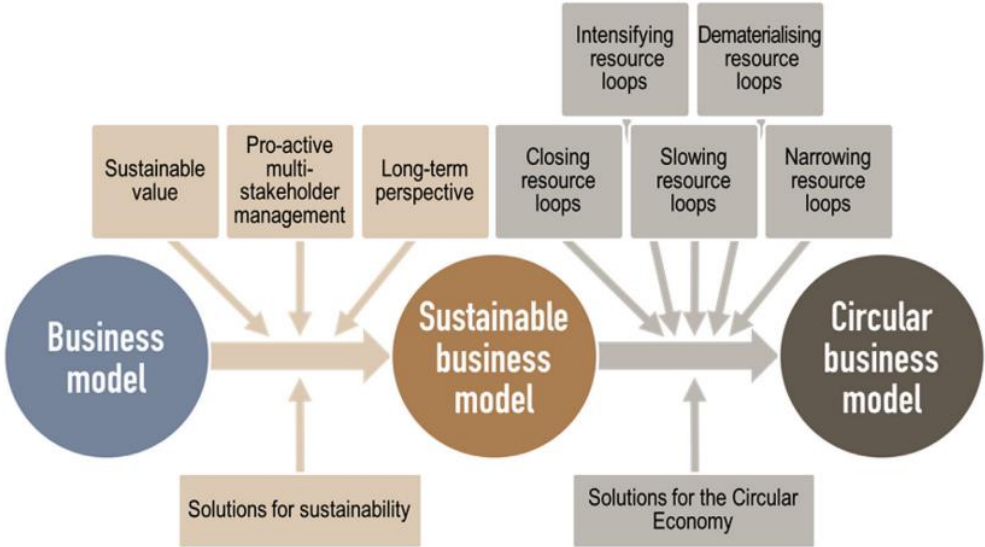 Intensifying
resource
loops
Dematerialising
resource
loops
Sustainable
value
Pro-active
multi-
stakeholder
management
Long-term
perspective
Closing
resource
loops
Slowing
resource
loops
Narrowing
resource
loops
Business
model
Sustainable
business
model
Circular
business
model
Solutions for sustainability
Solutions for the Circular
Economy